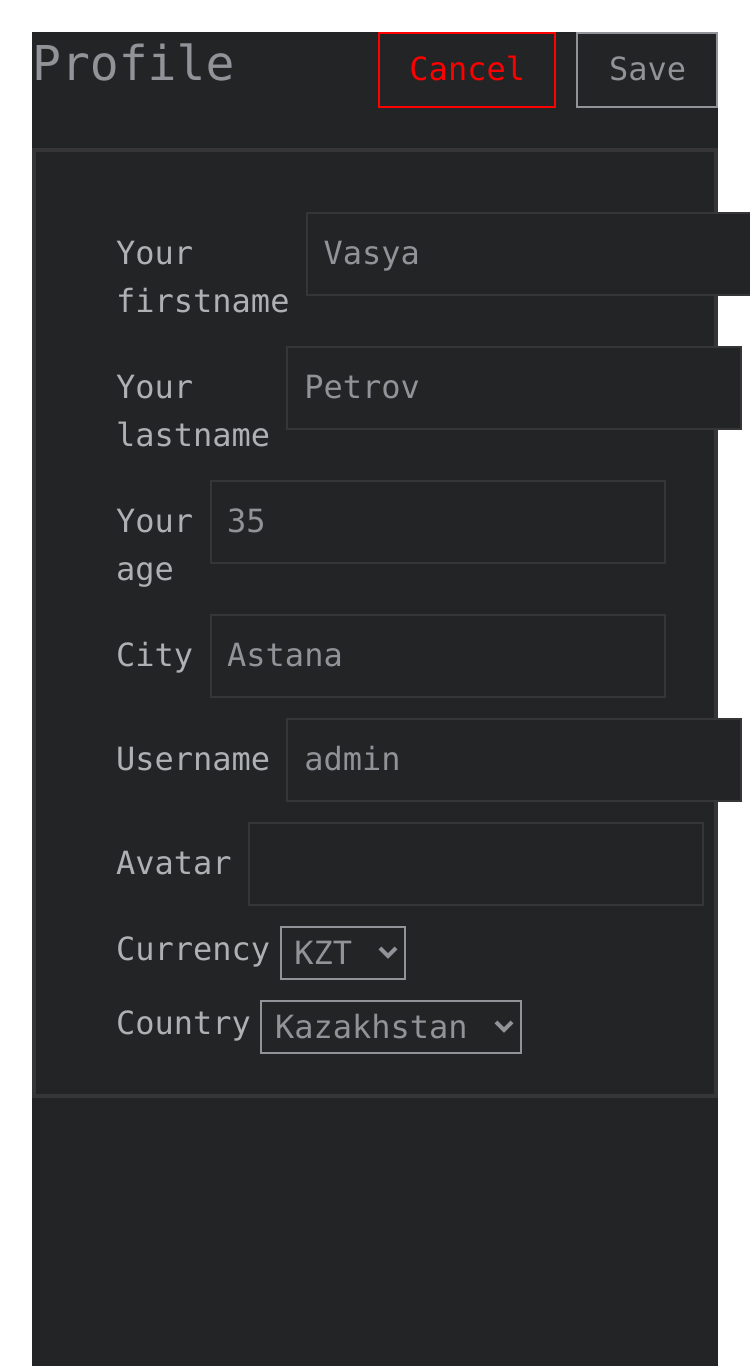 Profile Cancel Save
Your Vasya
firstname
Your Petrov
lastname
Your 35
age
City Astana
Username admin
Avatar
Currency KZT
Country Kazakhstan